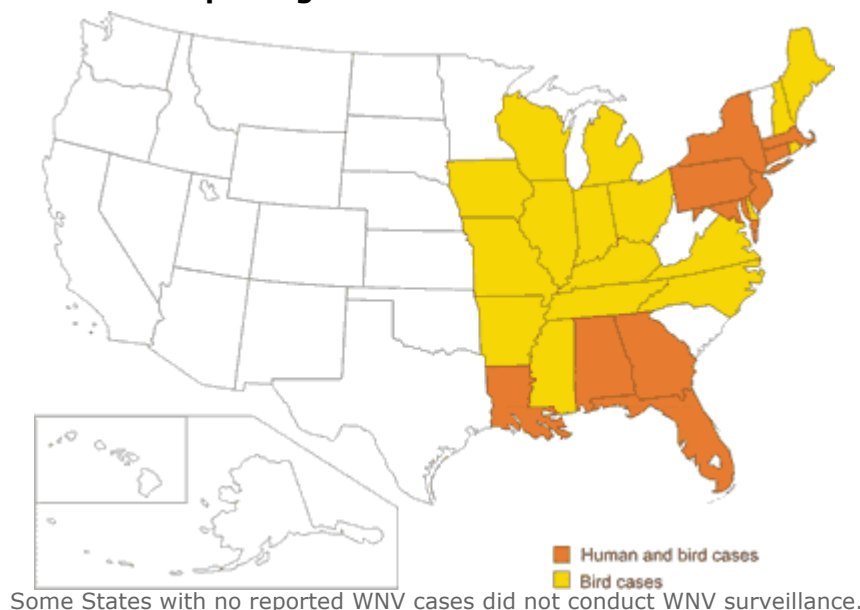 Human and bird cases
Bird cases
Some States with no reported WNV cases did not conduct WNV surveillance.